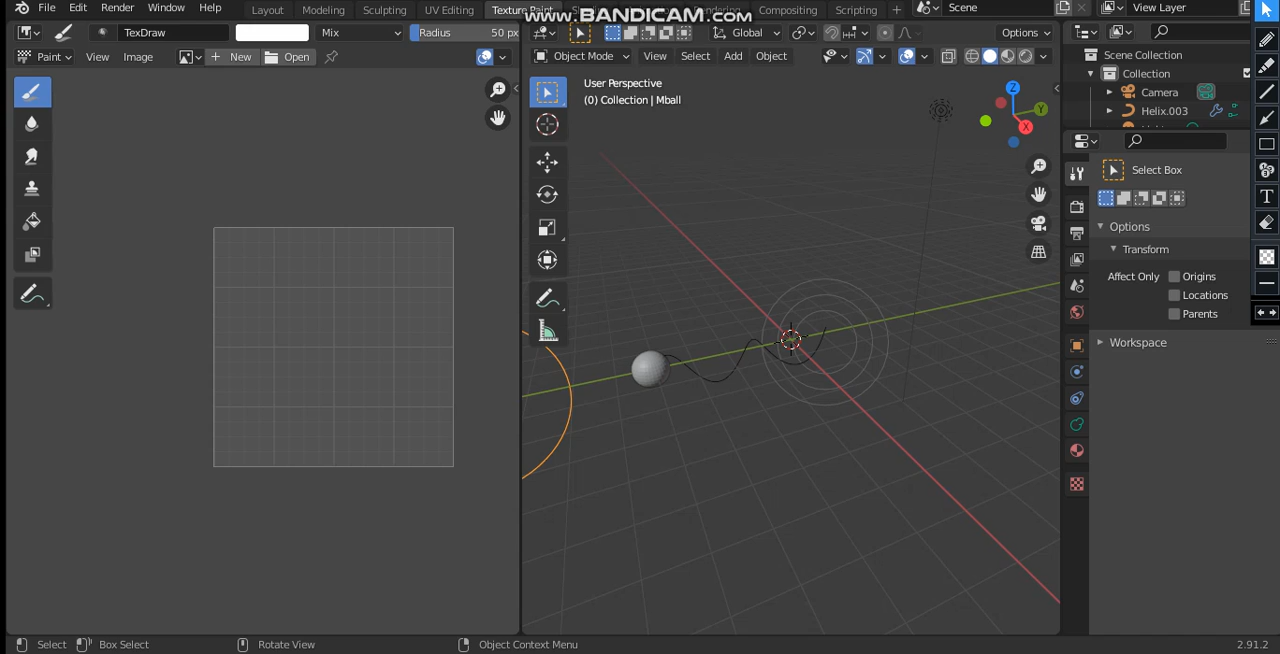 File Edit Render Window Help Layout Modeling Sculpting UV Editing Texture Paint Scripting Scene View Layer
www.BANDICAM.com
TexDraw Mix Radius 50 px Global Options
Paint View Image New Open Object Mode View Select Add Object
Scene Collection
Collection
Camera
Helix.003
User Perspective
(0) Collection | Mball
Z
Y
X
Select Box
Options
Transform
Affect Only Origins
Locations
Parents
Workspace
T
Select Box Select Rotate View Object Context Menu 2.91.2